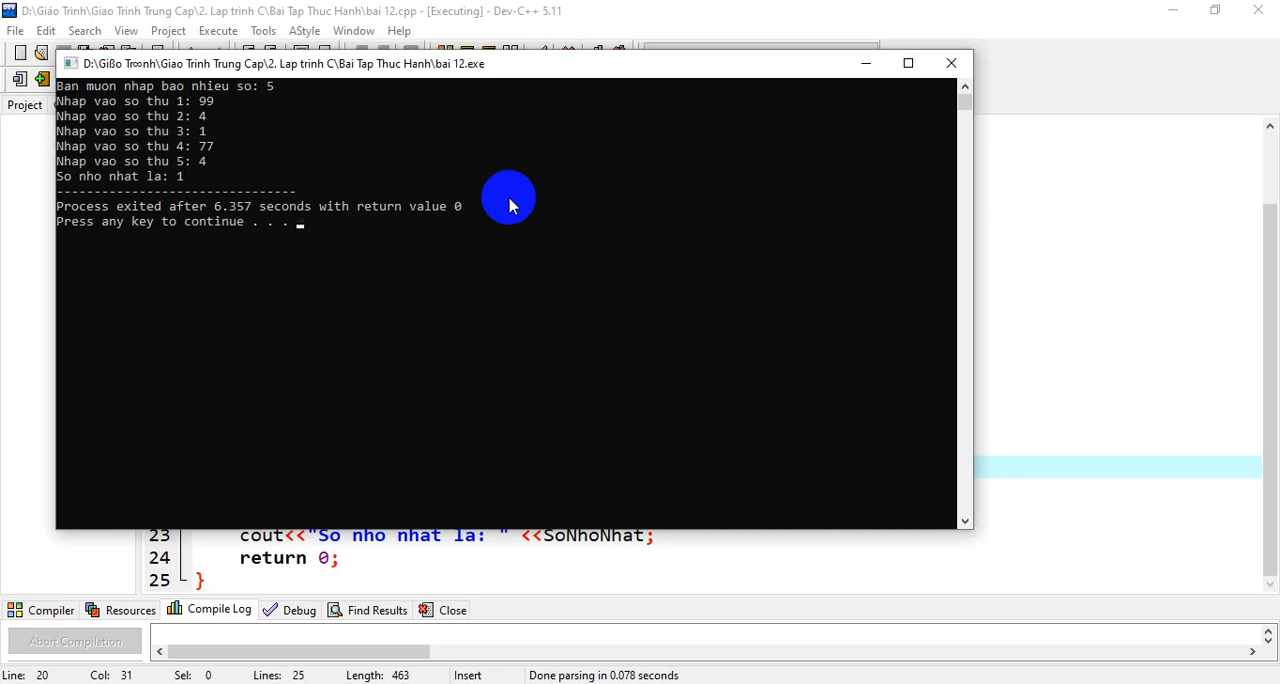 D:\Giáo Trình\Giao Trinh Trung Cap\2. Lap trinh C\Bai Tap Thuc Hanh\bai 12.cpp - [Executing] - Dev-C++ 5.11
File Edit Search View Project Execute Tools AStyle Window Help
D:\Gißo Tr∞nh\Giao Trinh Trung Cap\2. Lap trinh C\Bai Tap Thuc Hanh\bai 12.exe
Project
Ban muon nhap bao nhieu so: 5
Nhap vao so thu 1: 99
Nhap vao so thu 2: 4
Nhap vao so thu 3: 1
Nhap vao so thu 4: 77
Nhap vao so thu 5: 4
So nho nhat la: 1
--------------------------------
Process exited after 6.357 seconds with return value 0
Press any key to continue . . .
23 cout<<"So nho nhat la: " <<SoNhoNhat;
24 return 0;
25 }
Compiler Resources Compile Log Debug Find Results Close
Abort Compilation
Line: 20 Col: 31 Sel: 0 Lines: 25 Length: 463 Insert Done parsing in 0.078 seconds